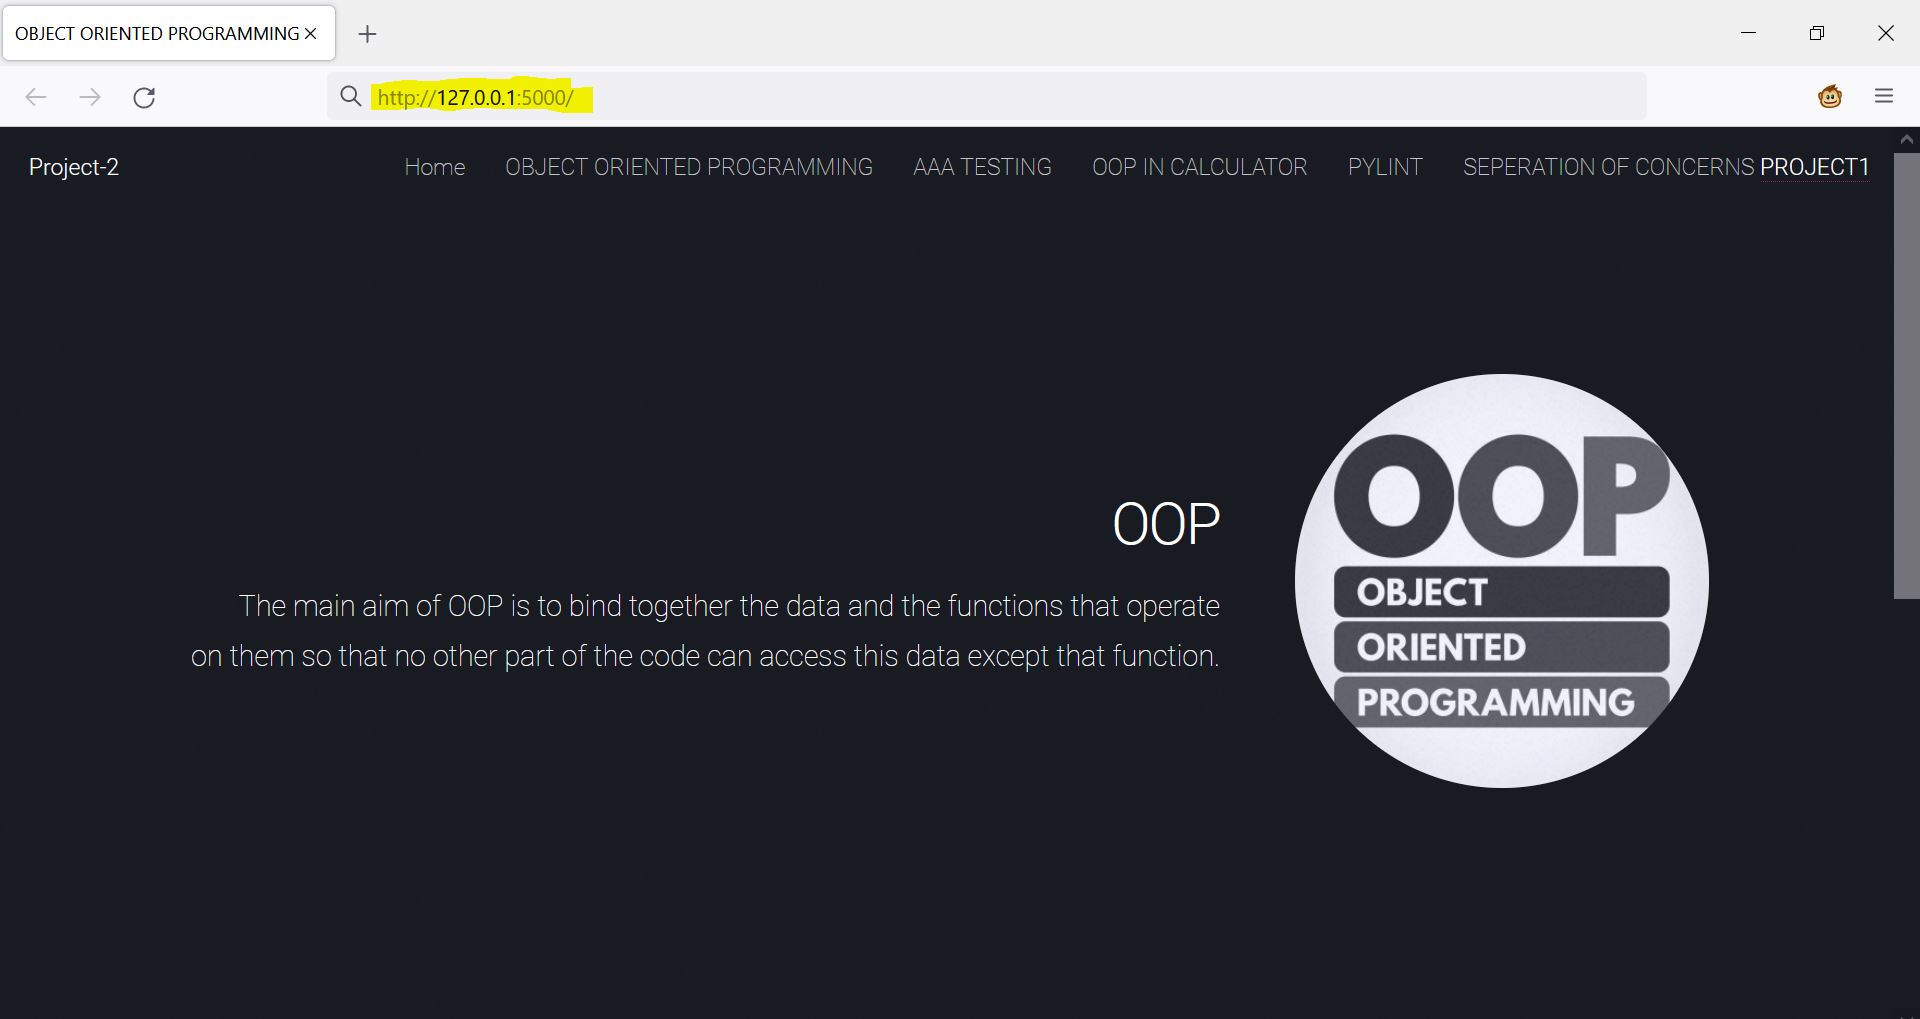 OBJECT ORIENTED PROGRAMMING
http://127.0.0.1:5000/
Project-2 Home OBJECT ORIENTED PROGRAMMING AAA TESTING OOP IN CALCULATOR PYLINT SEPERATION OF CONCERNS PROJECT1
OOP
The main aim of OOP is to bind together the data and the functions that operate
on them so that no other part of the code can access this data except that function.
OOP
OBJECT
ORIENTED
PROGRAMMING